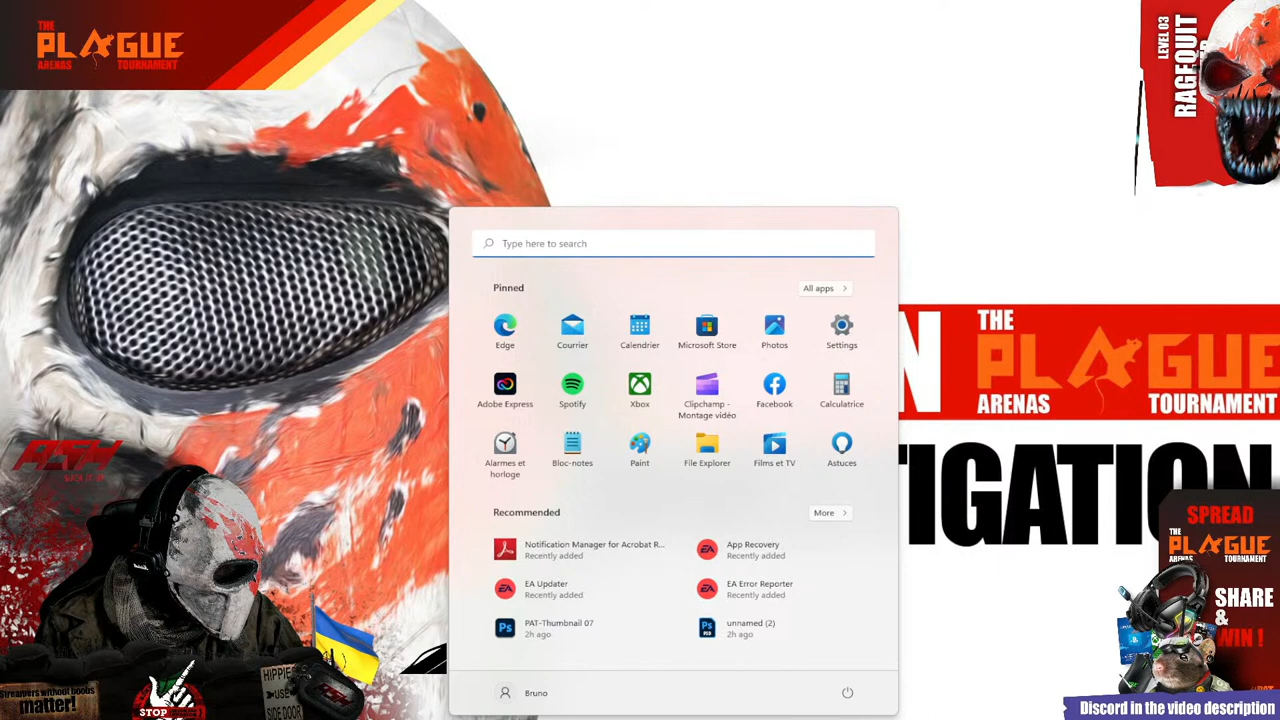 THE
PLAGUE
ARENAS TOURNAMENT
LEVEL 03
RAGEQUIT
Type here to search
Pinned
All apps
Edge
Courrier
Calendrier
Microsoft Store
Photos
Settings
Adobe Express
Spotify
Xbox
Clipchamp -
Montage vidéo
Facebook
Calculatrice
Alarmes et
horloge
Bloc-notes
Paint
File Explorer
Films et TV
Astuces
Recommended
More
Notification Manager for Acrobat R...
Recently added
App Recovery
Recently added
EA Updater
Recently added
EA Error Reporter
Recently added
PAT-Thumbnail 07
2h ago
unnamed (2)
2h ago
Bruno
N
THE
PLAGUE
ARENAS TOURNAMENT
TIGATION
SPREAD
THE
PLAGUE
ARENAS TOURNAMENT
SHARE
&
WIN !
Discord in the video description
Streamers without boobs
matter!
STOP
HIPPIES
USE
SIDE DOOR